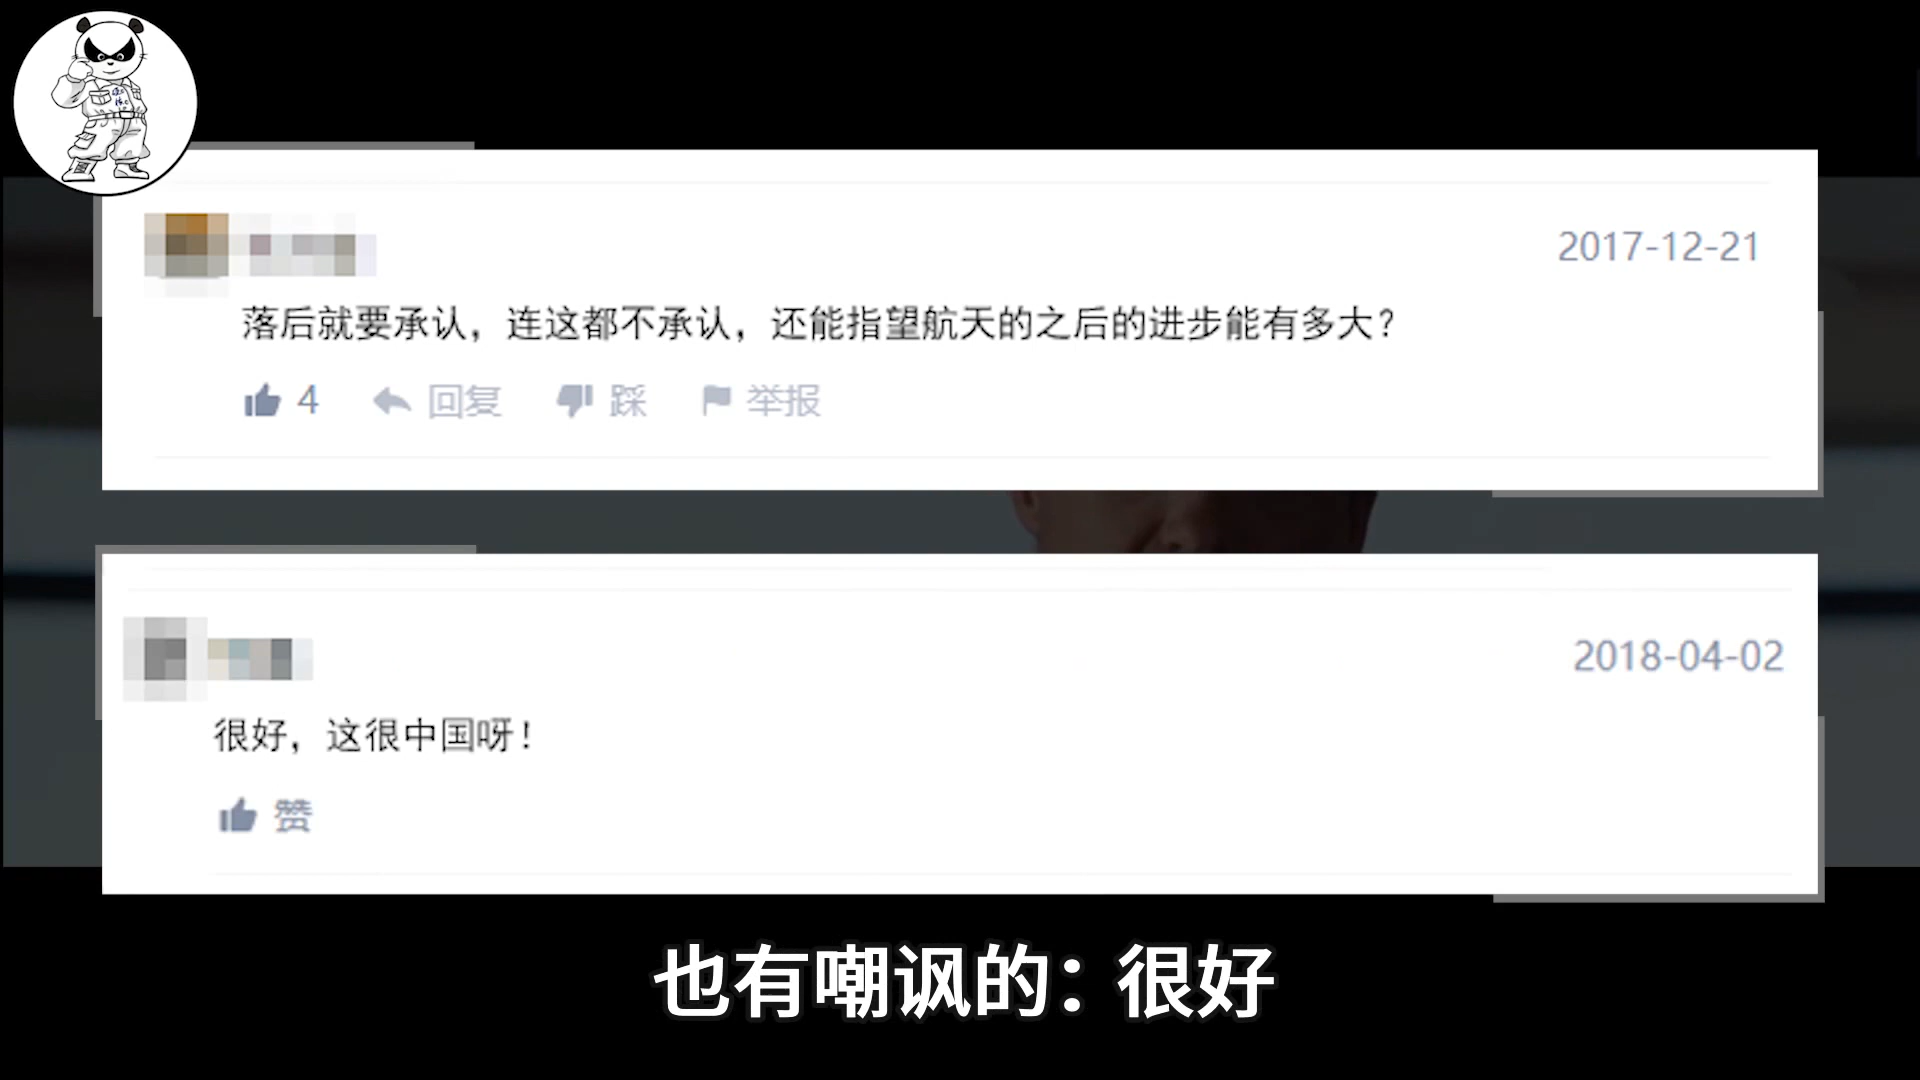 2017-12-21
落后就要承认，连这都不承认，还能指望航天的之后的进步能有多大？
4 回复 踩 举报
2018-04-02
很好，这很中国呀！
赞
也有嘲讽的：很好